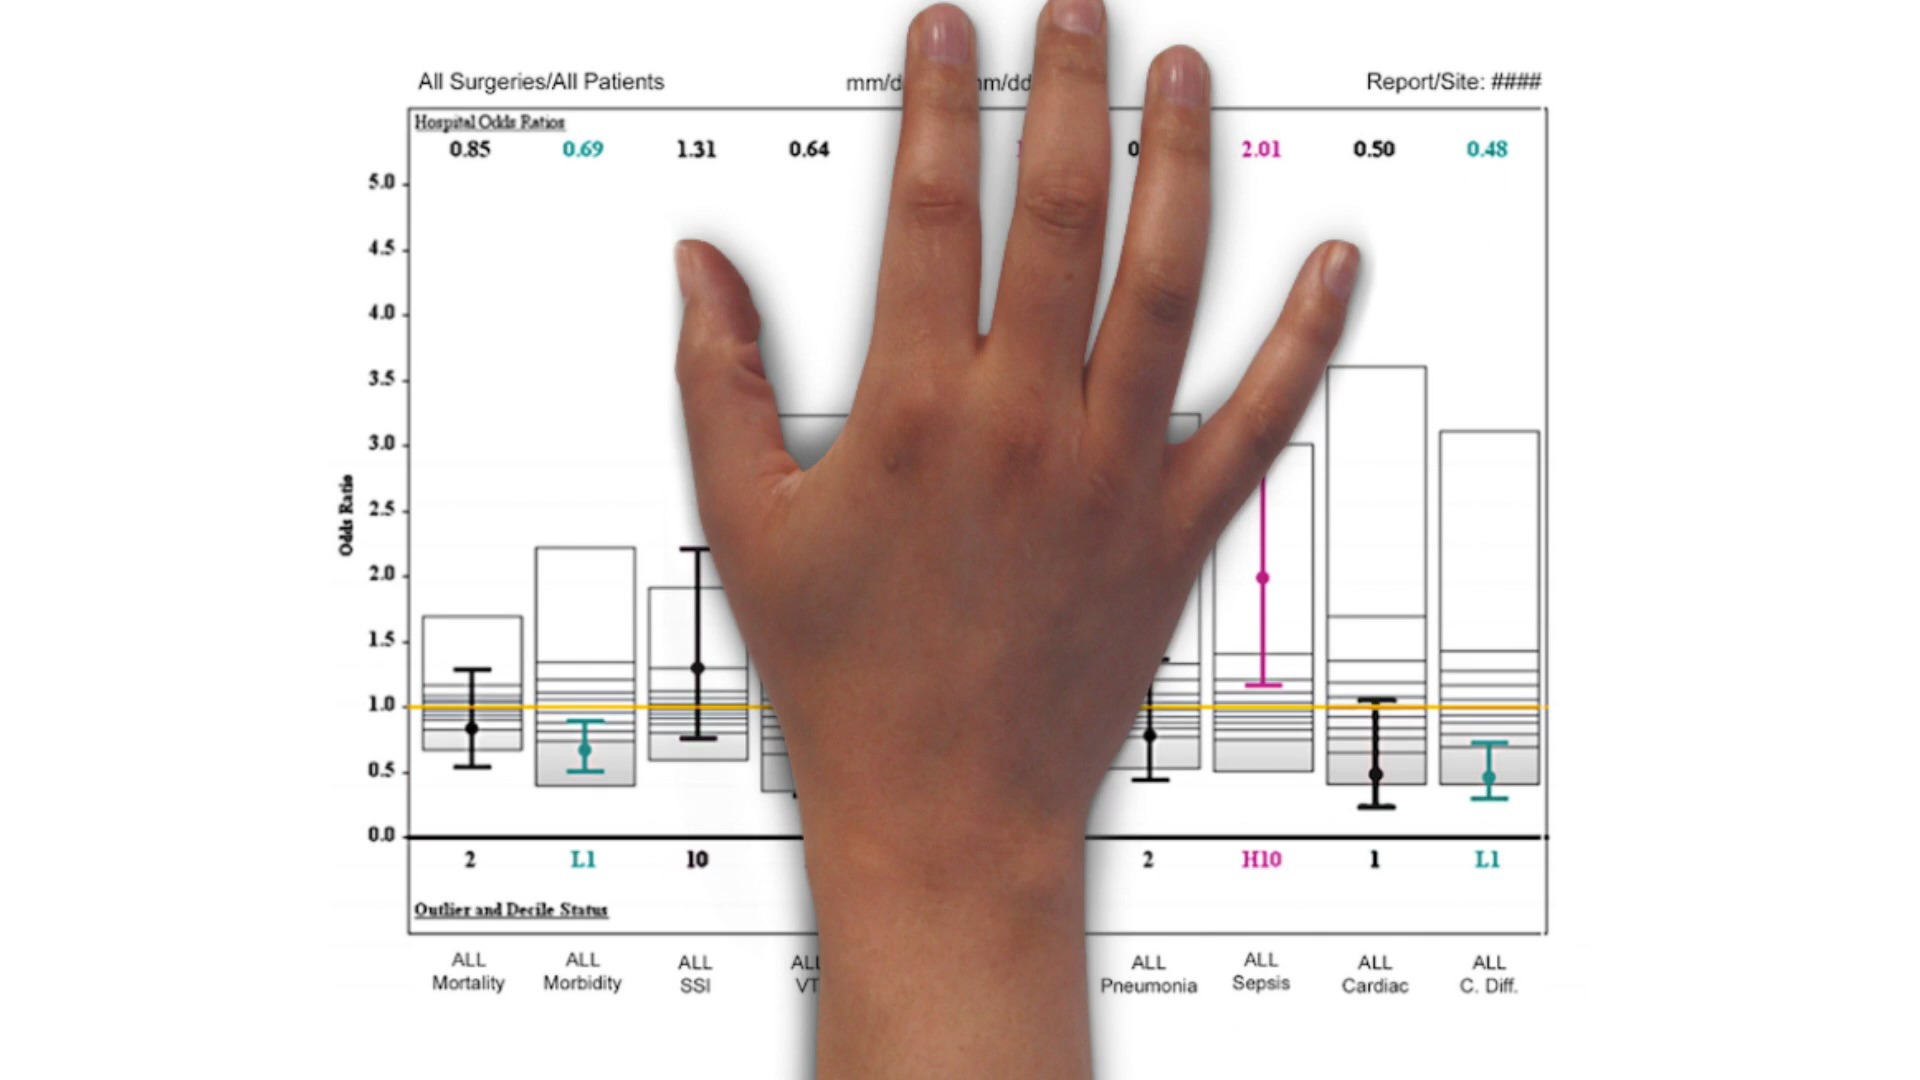 All Surgeries/All Patients Report/Site: ####
Hospital Odds Ratios
0.85 0.69 1.31 0.64 2.01 0.50 0.48
5.0
4.5
4.0
3.5
3.0
2.5
2.0
1.5
1.0
0.5
0.0
Odds Ratio
2 L1 10 2 H10 1 L1
Outlier and Decile Status
ALL Mortality
ALL Morbidity
ALL SSI
ALL
ALL Pneumonia
ALL Sepsis
ALL Cardiac
ALL C. Diff.